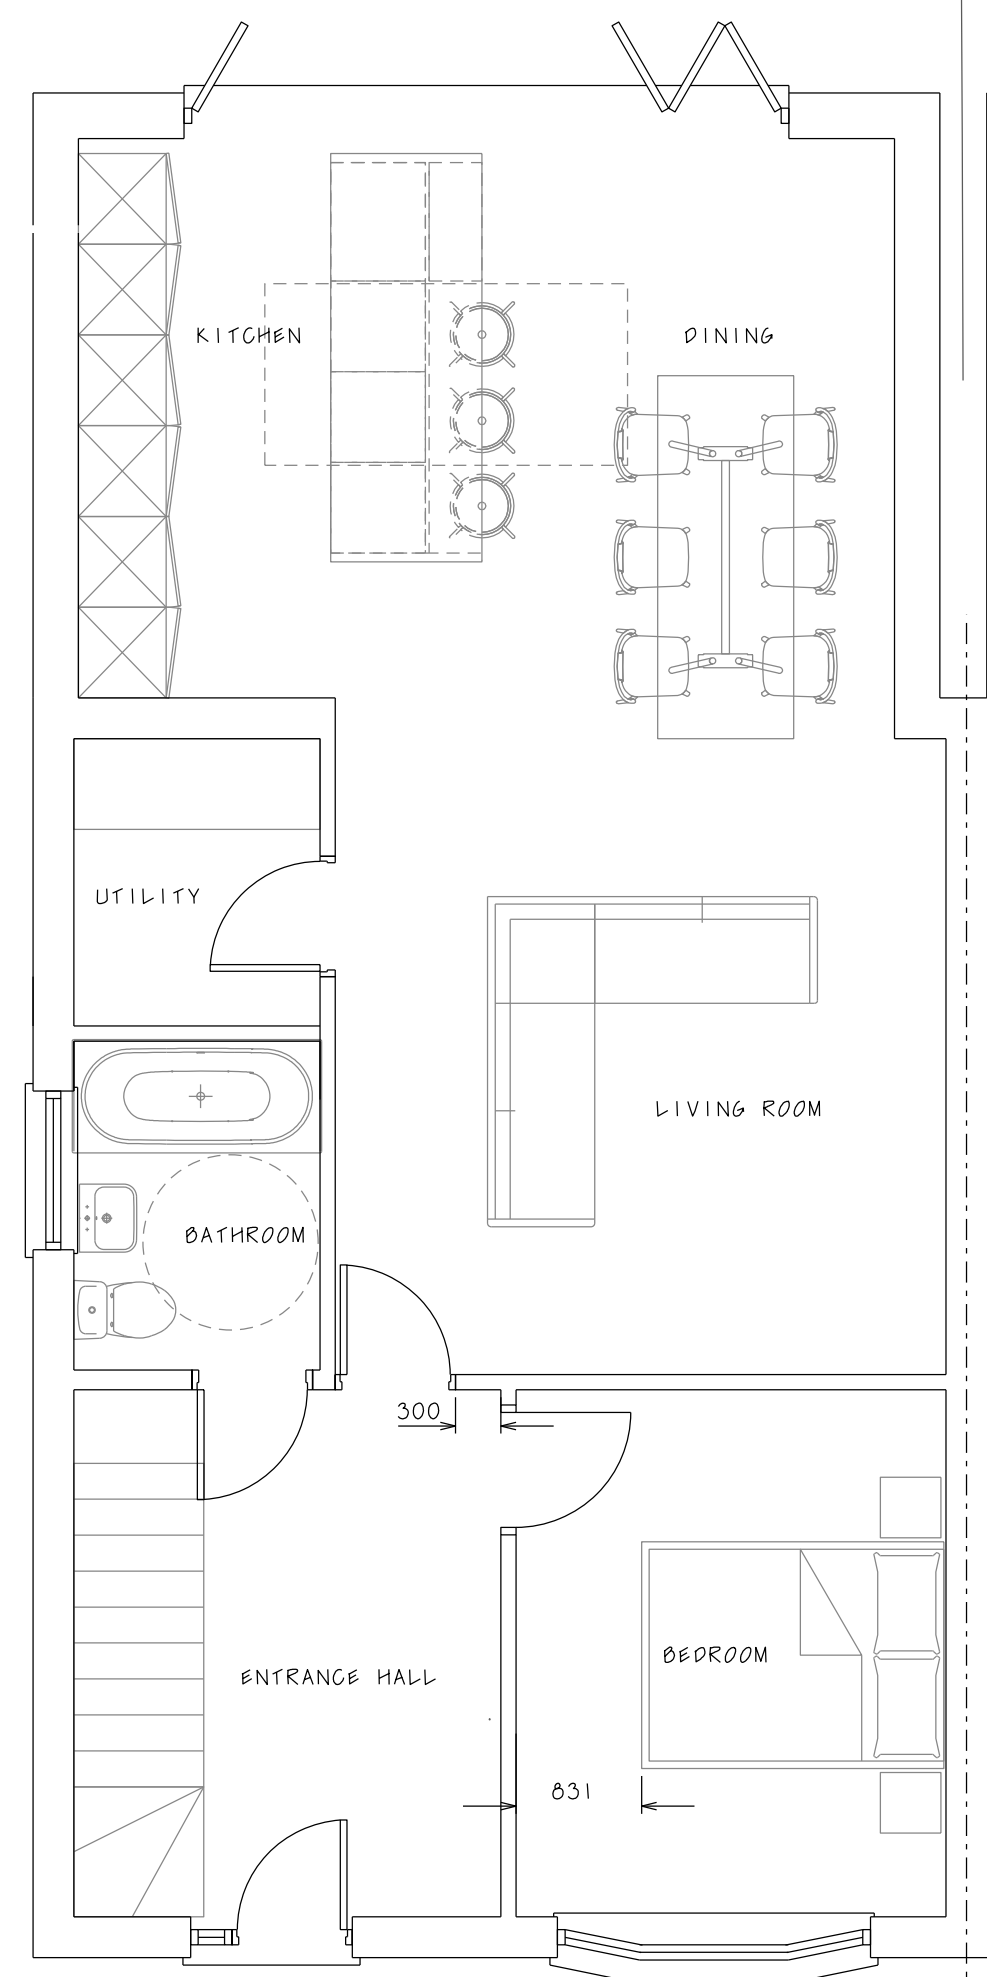 KITCHEN
DINING
UTILITY
LIVING ROOM
BATHROOM
300
BEDROOM
ENTRANCE HALL
831